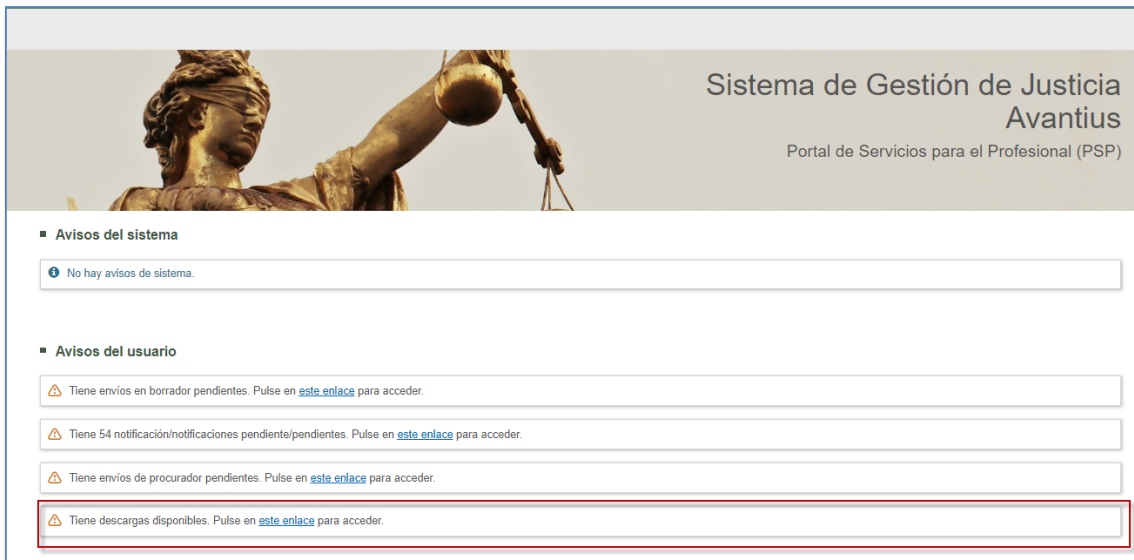 Sistema de Gestión de Justicia
Avantius
Portal de Servicios para el Profesional (PSP)
Avisos del sistema
No hay avisos de sistema.
Avisos del usuario
Tiene envíos en borrador pendientes. Pulse en este enlace para acceder.
Tiene 54 notificación/notificaciones pendiente/pendientes. Pulse en este enlace para acceder.
Tiene envíos de procurador pendientes. Pulse en este enlace para acceder.
Tiene descargas disponibles. Pulse en este enlace para acceder.